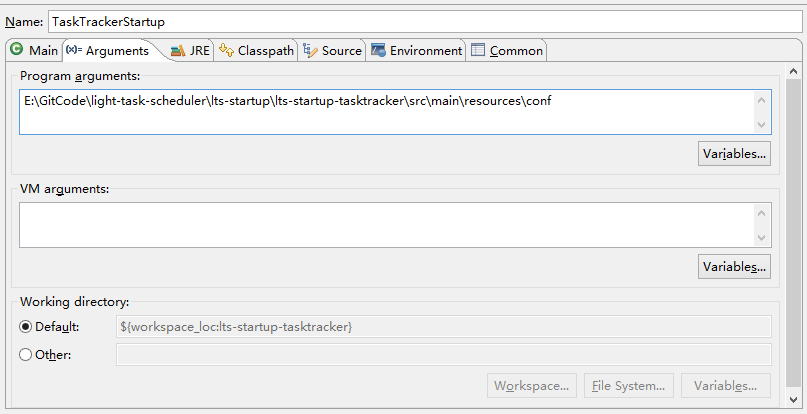 Name: TaskTrackerStartup
Main (x)= Arguments JRE Classpath Source Environment Common
Program arguments:
E:\GitCode\light-task-scheduler\lts-startup\lts-startup-tasktracker\src\main\resources\conf
Variables...
VM arguments:
Variables...
Working directory:
Default: ${workspace_loc:lts-startup-tasktracker}
Other:
Workspace... File System... Variables...